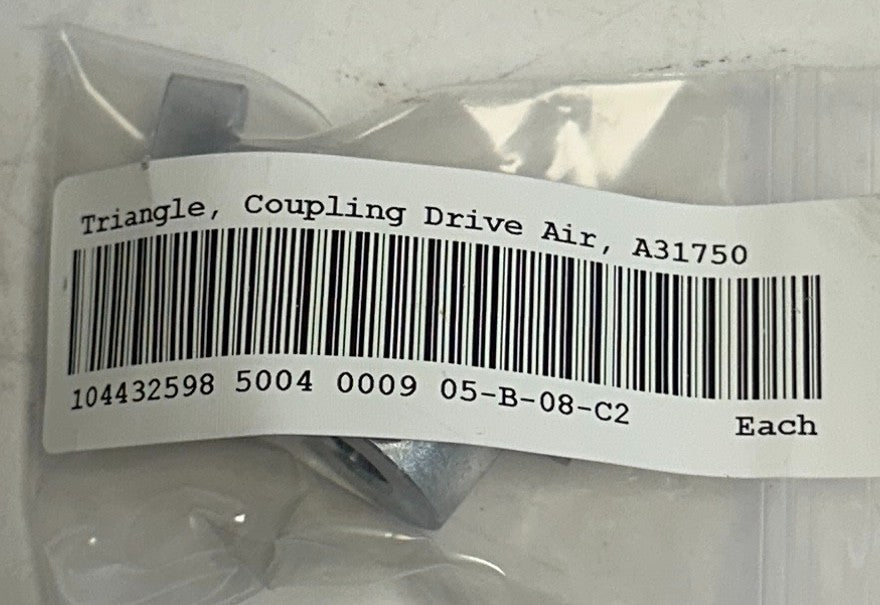 Triangle, Coupling Drive Air, A31750
104432598 5004 0009 05-B-08-C2
Each